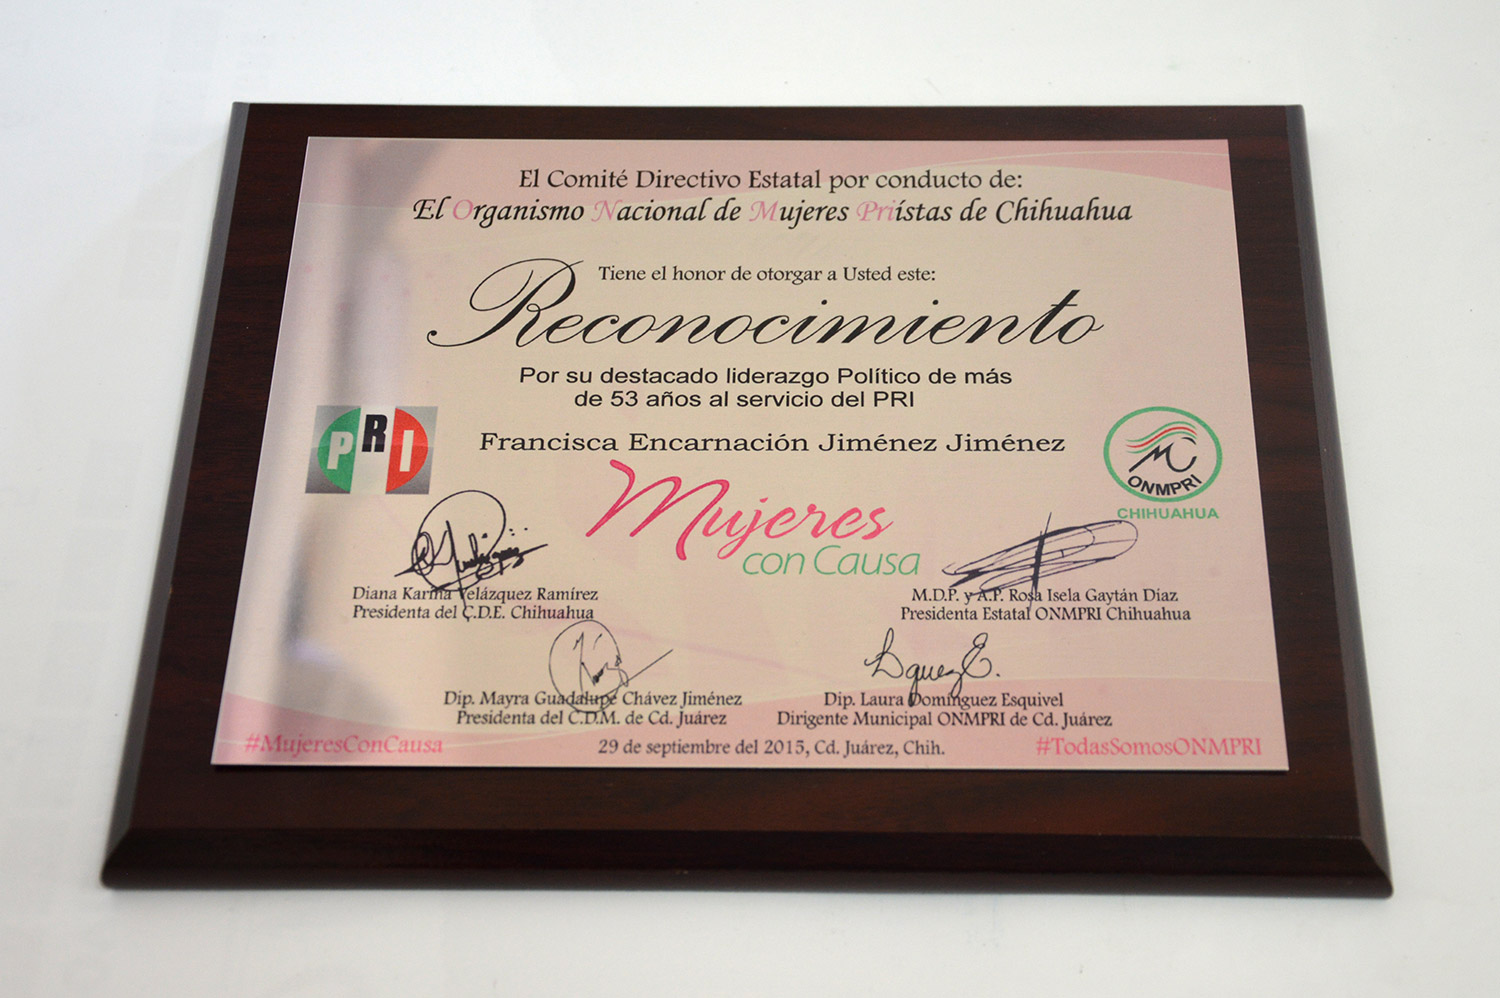 El Comité Directivo Estatal por conducto de:
El Organismo Nacional de Mujeres Priístas de Chihuahua
Tiene el honor de otorgar a Usted este:
Reconocimiento
Por su destacado liderazgo Político de más
de 53 años al servicio del PRI
PRI
Francisca Encarnación Jiménez Jiménez
ONMPRI
CHIHUAHUA
Mujeres
con Causa
Diana Karina Velázquez Ramírez
Presidenta del C.D.E. Chihuahua
M.D.P. y A.P. Rosa Isela Gaytán Díaz
Presidenta Estatal ONMPRI Chihuahua
Dip. Mayra Guadalupe Chávez Jiménez
Presidenta del C.D.M. de Cd. Juárez
Dip. Laura Domínguez Esquivel
Dirigente Municipal ONMPRI de Cd. Juárez
#MujeresConCausa
29 de septiembre del 2015, Cd. Juárez, Chih.
#TodasSomosONMPRI